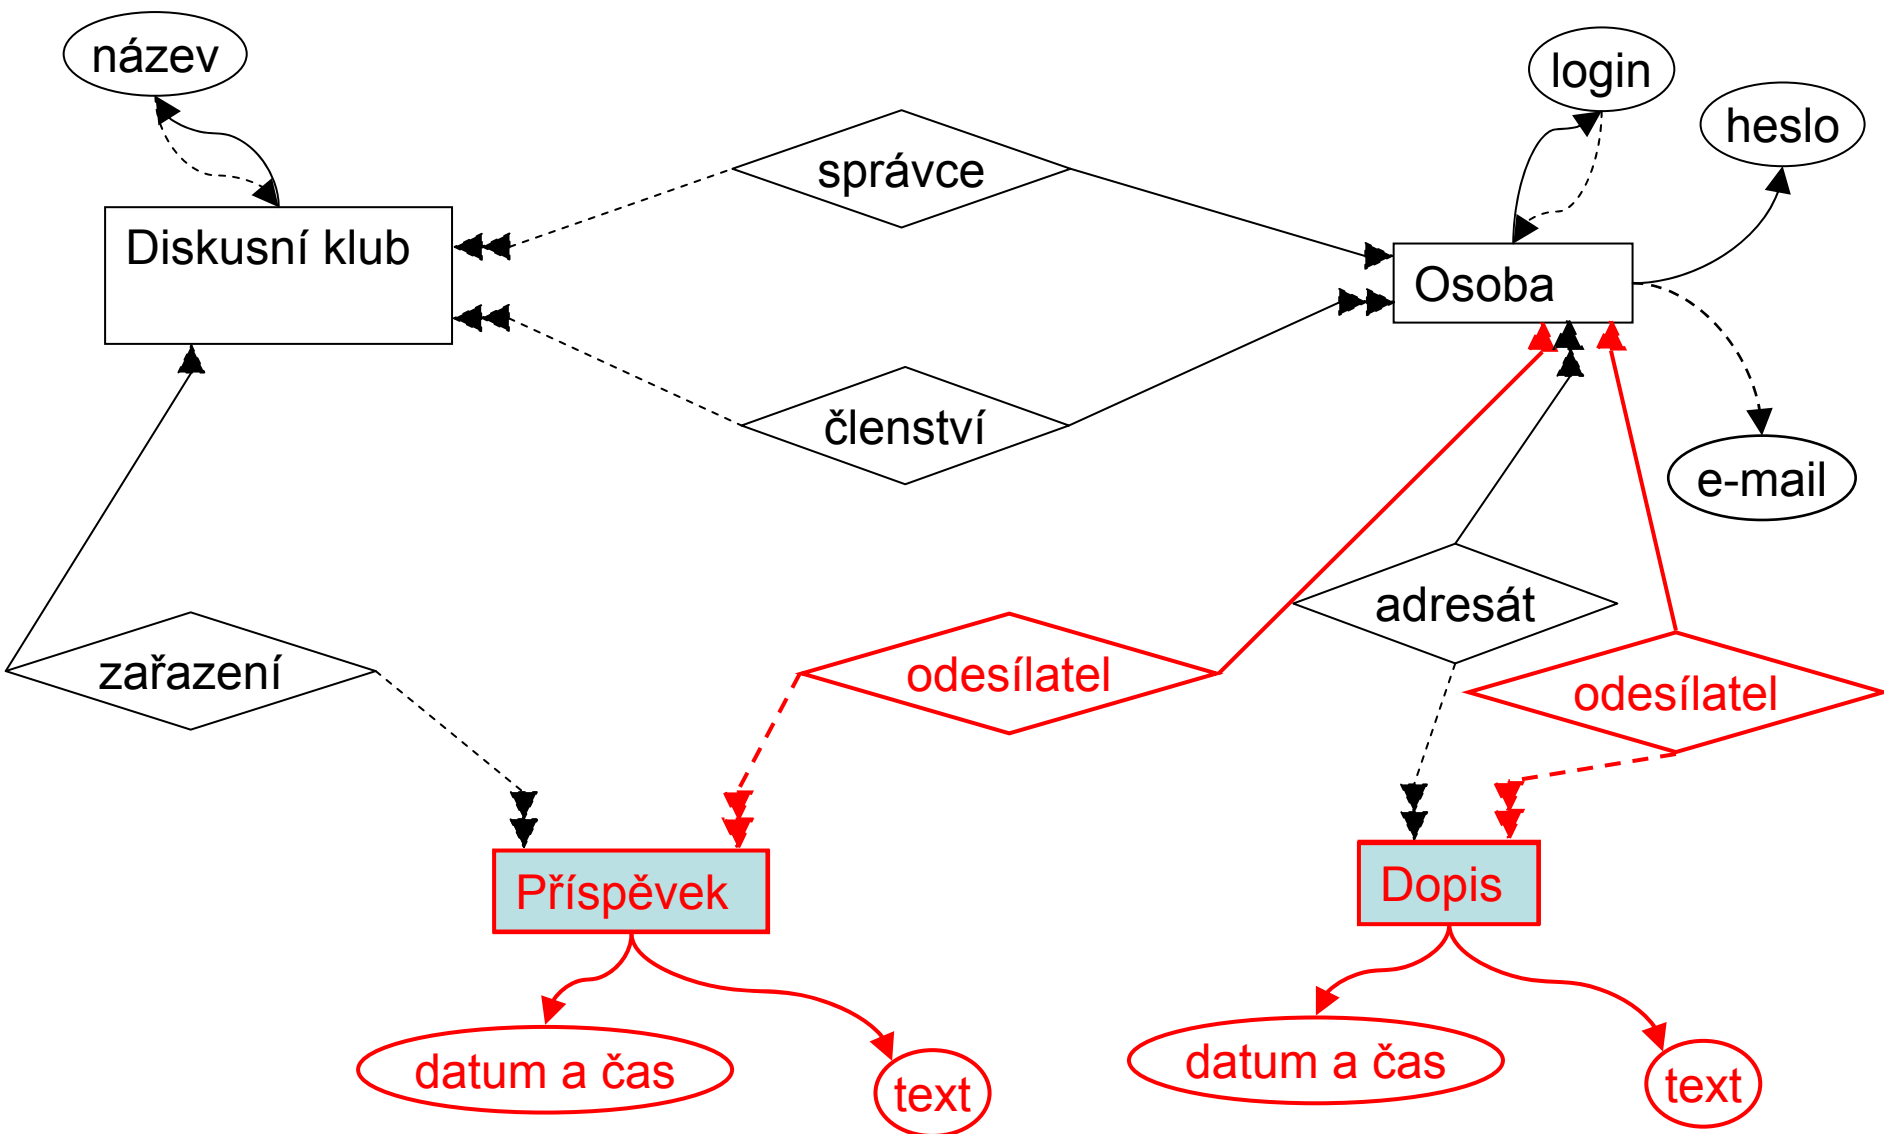 název
login
heslo
správce
Diskusní klub
Osoba
členství
e-mail
adresát
zařazení
odesílatel
odesílatel
Příspěvek
Dopis
datum a čas
text
datum a čas
text